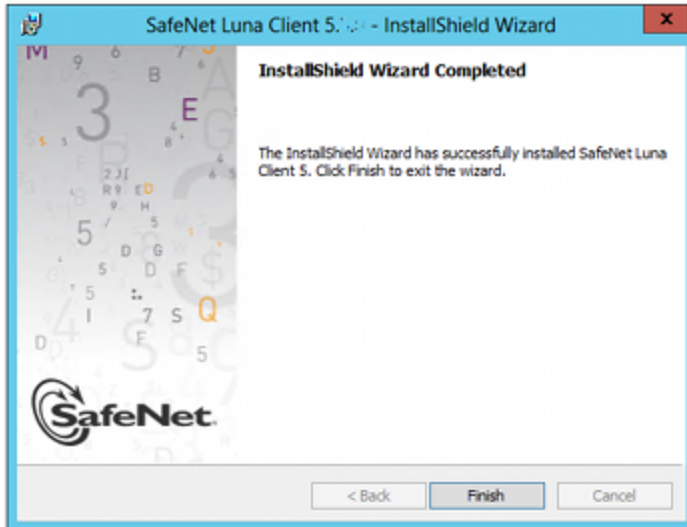 SafeNet Luna Client 5. - InstallShield Wizard
x
InstallShield Wizard Completed
The InstallShield Wizard has successfully installed SafeNet Luna
Client 5. Click Finish to exit the wizard.
SafeNet.
< Back
Finish
Cancel